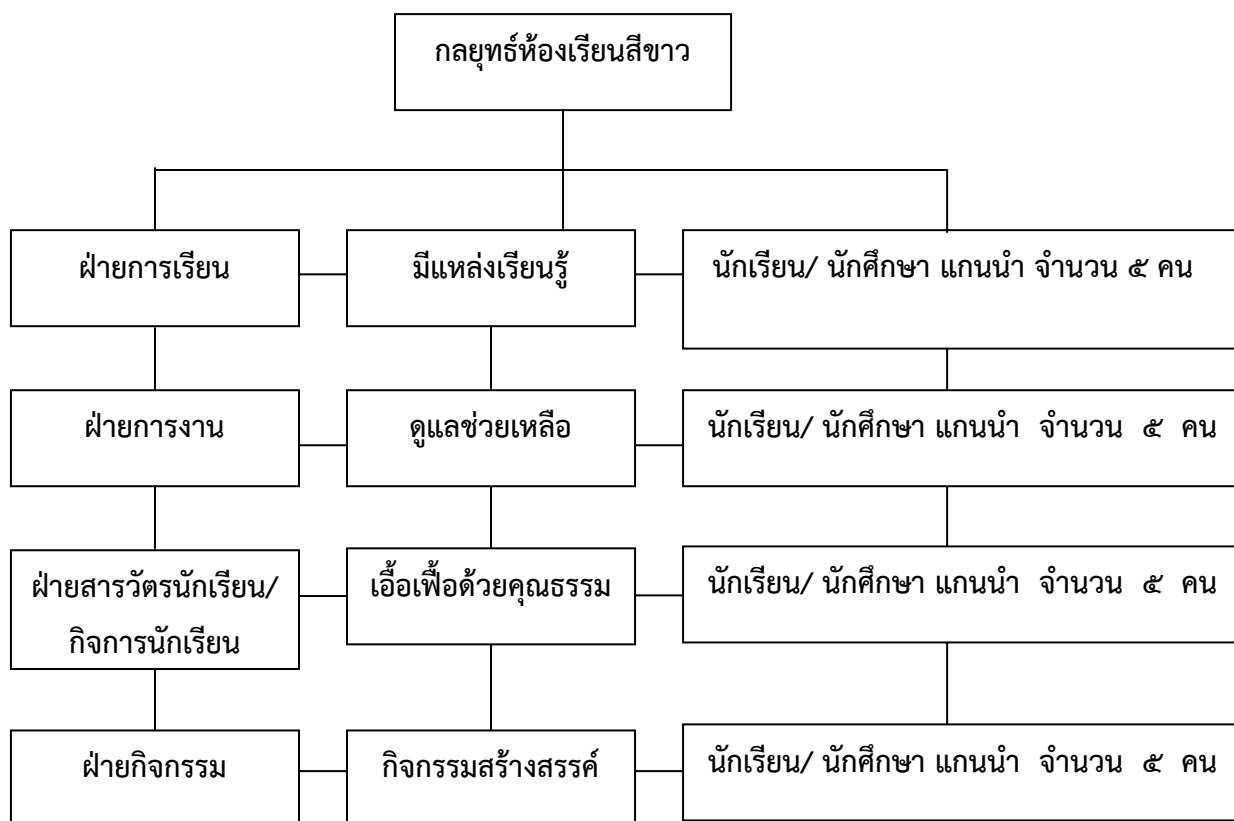 กลยุทธ์ห้องเรียนสีขาว
ฝ่ายการเรียน
มีแหล่งเรียนรู้
นักเรียน/ นักศึกษา แกนนำ จำนวน ๕ คน
ฝ่ายการงาน
ดูแลช่วยเหลือ
นักเรียน/ นักศึกษา แกนนำ จำนวน ๕ คน
ฝ่ายสารวัตรนักเรียน/
กิจการนักเรียน
เอื้อเฟื้อด้วยคุณธรรม
นักเรียน/ นักศึกษา แกนนำ จำนวน ๕ คน
ฝ่ายกิจกรรม
กิจกรรมสร้างสรรค์
นักเรียน/ นักศึกษา แกนนำ จำนวน ๕ คน